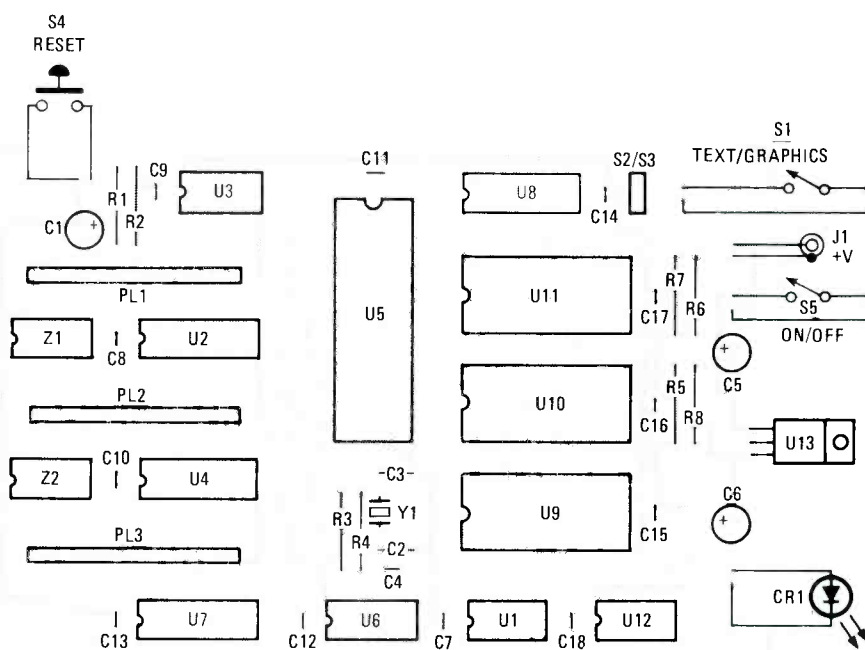 S4
RESET
S1
TEXT/GRAPHICS
C9
C11
S2/S3
U3
U8
R1
R2
C14
C1
J1
+V
PL1
U5
U11
R7
R6
C17
S5
ON/OFF
Z1
C8
U2
C5
PL2
U10
R5
R8
C16
U13
C10
Z2
U4
C3
R3
R4
Y1
C2
C4
U9
C15
C6
PL3
CR1
C13
U7
C12
U6
C7
U1
C18
U12